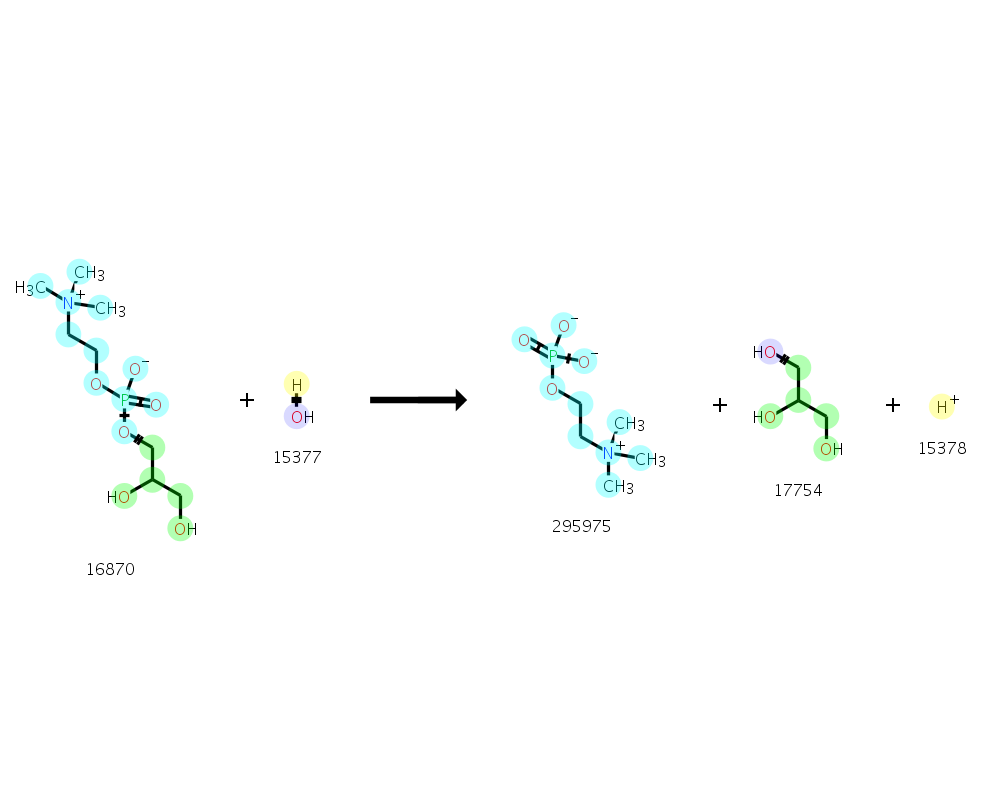 CH3
H3C
N+
CH3
O−
O
P
O
O
HO
OH
16870
+
H
OH
15377
O−
O
P
O−
O
CH3
N+
CH3
CH3
295975
+
HO
HO
OH
17754
+
H+
15378